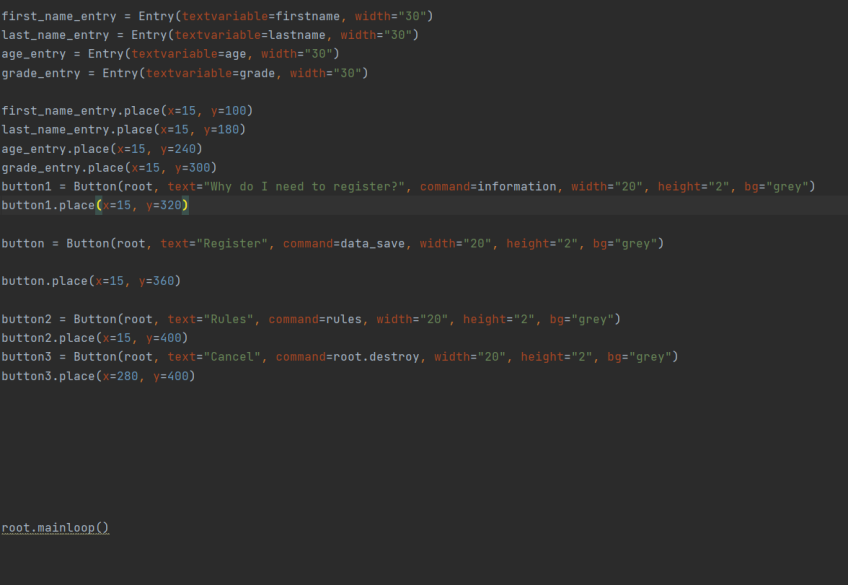 first_name_entry = Entry(textvariable=firstname, width="30")
last_name_entry = Entry(textvariable=lastname, width="30")
age_entry = Entry(textvariable=age, width="30")
grade_entry = Entry(textvariable=grade, width="30")
first_name_entry.place(x=15, y=100)
last_name_entry.place(x=15, y=180)
age_entry.place(x=15, y=240)
grade_entry.place(x=15, y=300)
button1 = Button(root, text="Why do I need to register?", command=information, width="20", height="2", bg="grey")
button1.place(x=15, y=320)
button = Button(root, text="Register", command=data_save, width="20", height="2", bg="grey")
button.place(x=15, y=360)
button2 = Button(root, text="Rules", command=rules, width="20", height="2", bg="grey")
button2.place(x=15, y=400)
button3 = Button(root, text="Cancel", command=root.destroy, width="20", height="2", bg="grey")
button3.place(x=280, y=400)
root.mainloop()